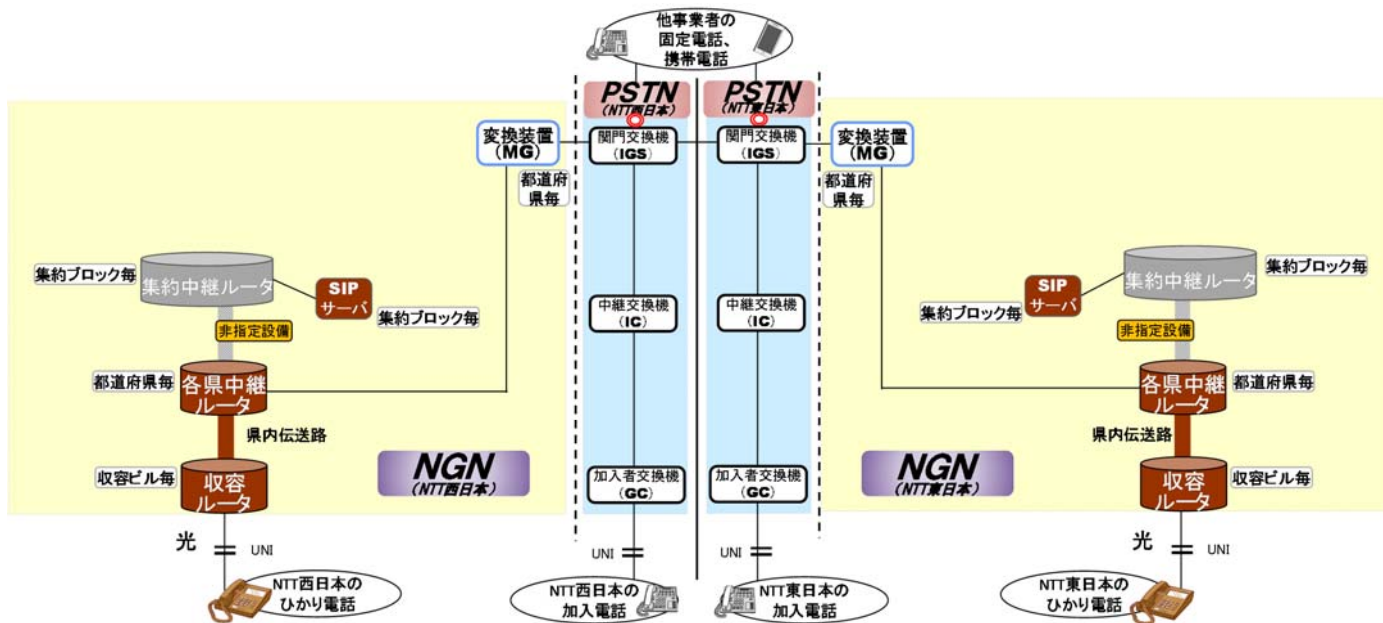 他事業者の
固定電話、
携帯電話
PSTN
(NTT西日本)
PSTN
(NTT東日本)
変換装置
(MG)
関門交換機
(IGS)
関門交換機
(IGS)
変換装置
(MG)
都道府
県毎
都道府
県毎
集約ブロック毎
集約中継ルータ
SIP
サーバ
集約ブロック毎
非指定設備
中継交換機
(IC)
中継交換機
(IC)
集約中継ルータ
集約ブロック毎
SIP
サーバ
集約ブロック毎
非指定設備
都道府県毎
各県中継
ルータ
県内伝送路
各県中継
ルータ
都道府県毎
県内伝送路
収容ビル毎
収容
ルータ
NGN
(NTT西日本)
加入者交換機
(GC)
加入者交換機
(GC)
NGN
(NTT東日本)
収容
ルータ
収容ビル毎
光
UNI
UNI
UNI
光
UNI
NTT西日本の
ひかり電話
NTT西日本の
加入電話
NTT東日本の
加入電話
NTT東日本の
ひかり電話